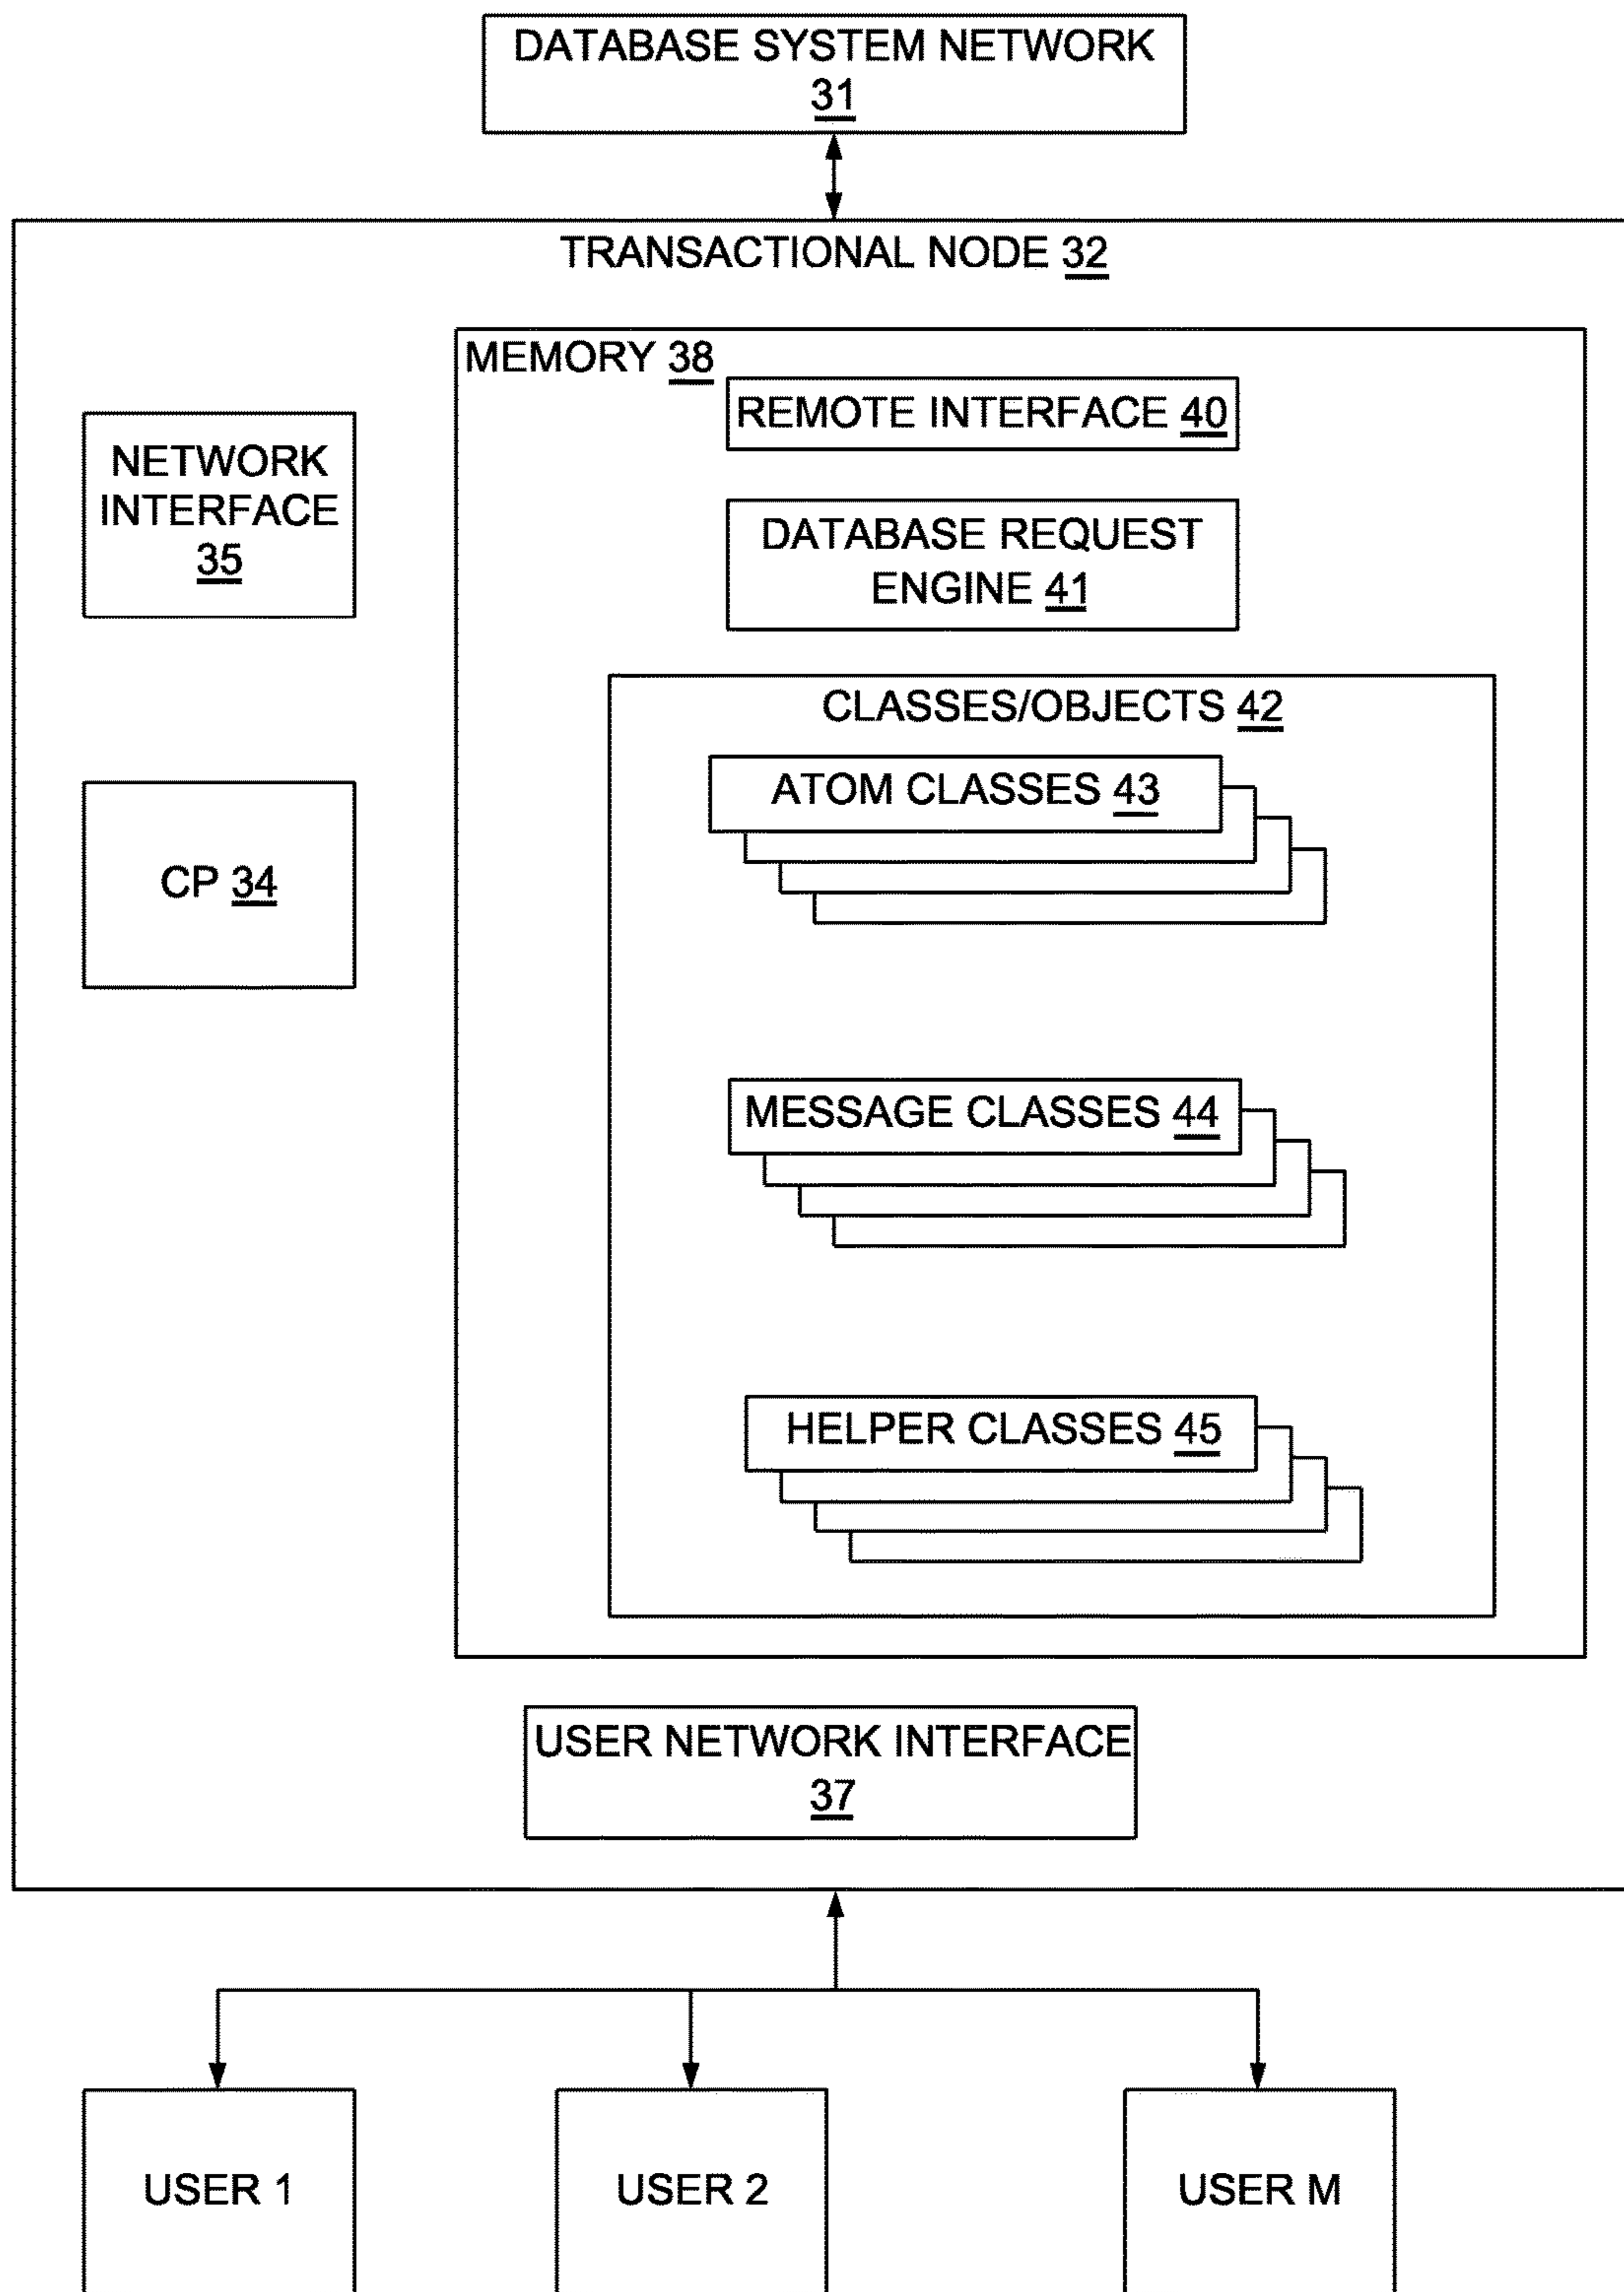 DATABASE SYSTEM NETWORK
31
TRANSACTIONAL NODE 32
MEMORY 38
REMOTE INTERFACE 40
NETWORK
INTERFACE
35
DATABASE REQUEST
ENGINE 41
CLASSES/OBJECTS 42
ATOM CLASSES 43
CP 34
MESSAGE CLASSES 44
HELPER CLASSES 45
USER NETWORK INTERFACE
37
USER 1
USER 2
USER M